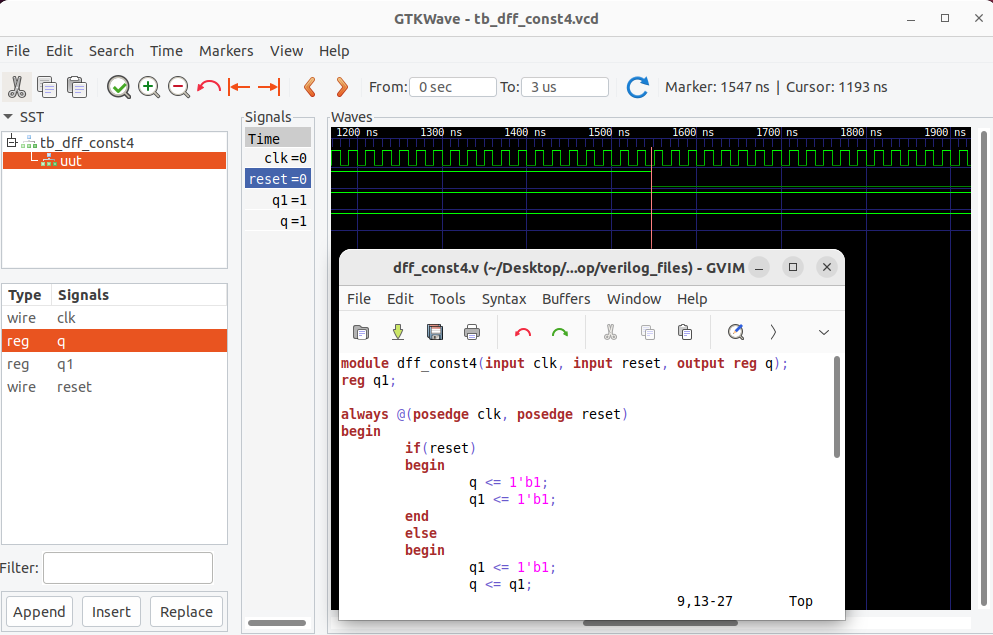 GTKWave - tb_dff_const4.vcd
File Edit Search Time Markers View Help
From: 0 sec To: 3 us Marker: 1547 ns | Cursor: 1193 ns
SST
tb_dff_const4
uut
Type Signals
wire clk
reg q
reg q1
wire reset
Filter:
Append Insert Replace
Signals
Time
clk =0
reset =0
q1 =1
q =1
Waves
1200 ns 1300 ns 1400 ns 1500 ns 1600 ns 1700 ns 1800 ns 1900 ns
dff_const4.v (~/Desktop/...op/verilog_files) - GVIM
File Edit Tools Syntax Buffers Window Help
module dff_const4(input clk, input reset, output reg q);
reg q1;
always @(posedge clk, posedge reset)
begin
if(reset)
begin
q <= 1'b1;
q1 <= 1'b1;
end
else
begin
q1 <= 1'b1;
q <= q1;
9,13-27 Top